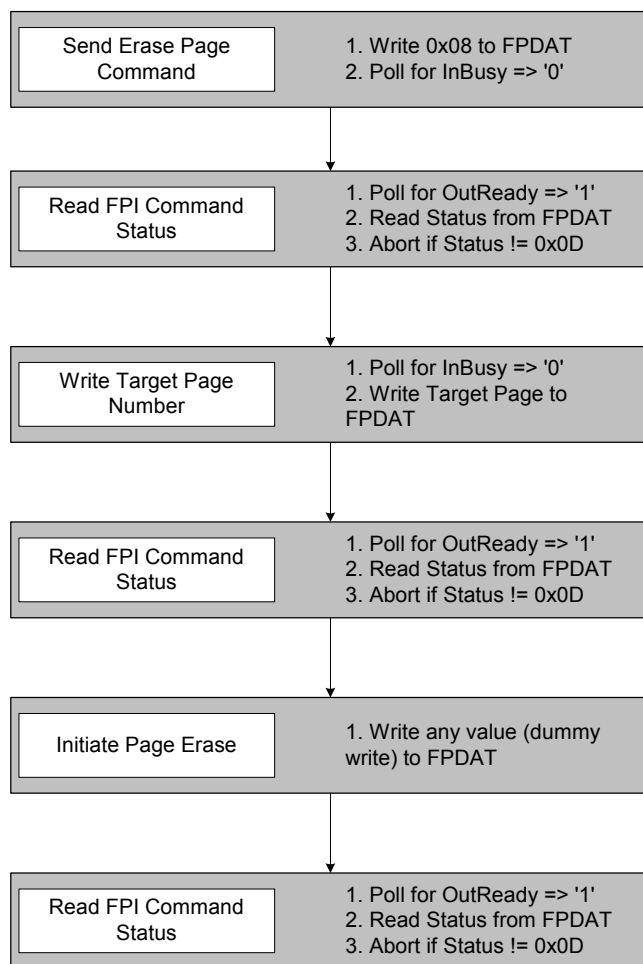 Send Erase Page
Command
1. Write 0x08 to FPDAT
2. Poll for InBusy => '0'
Read FPI Command
Status
1. Poll for OutReady => '1'
2. Read Status from FPDAT
3. Abort if Status != 0x0D
Write Target Page
Number
1. Poll for InBusy => '0'
2. Write Target Page to
FPDAT
Read FPI Command
Status
1. Poll for OutReady => '1'
2. Read Status from FPDAT
3. Abort if Status != 0x0D
Initiate Page Erase
1. Write any value (dummy
write) to FPDAT
Read FPI Command
Status
1. Poll for OutReady => '1'
2. Read Status from FPDAT
3. Abort if Status != 0x0D